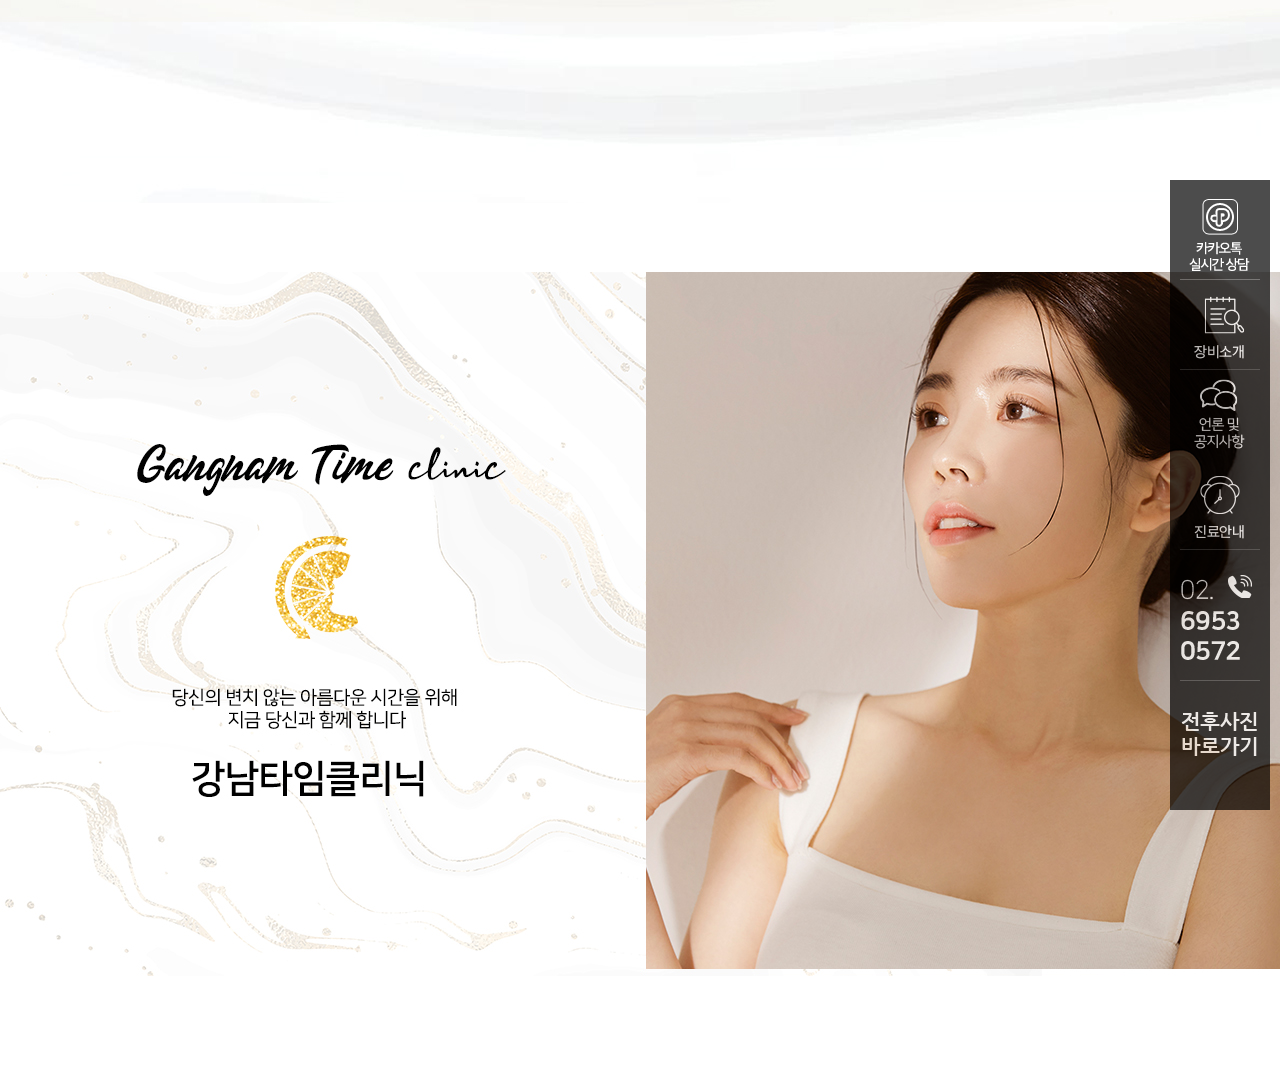 Gangnam Time clinic
당신의 변치 않는 아름다운 시간을 위해
지금 당신과 함께 합니다
강남타임클리닉
카카오톡
실시간 상담
장비소개
언론 및
공지사항
진료안내
02.
6953
0572
전후사진
바로가기